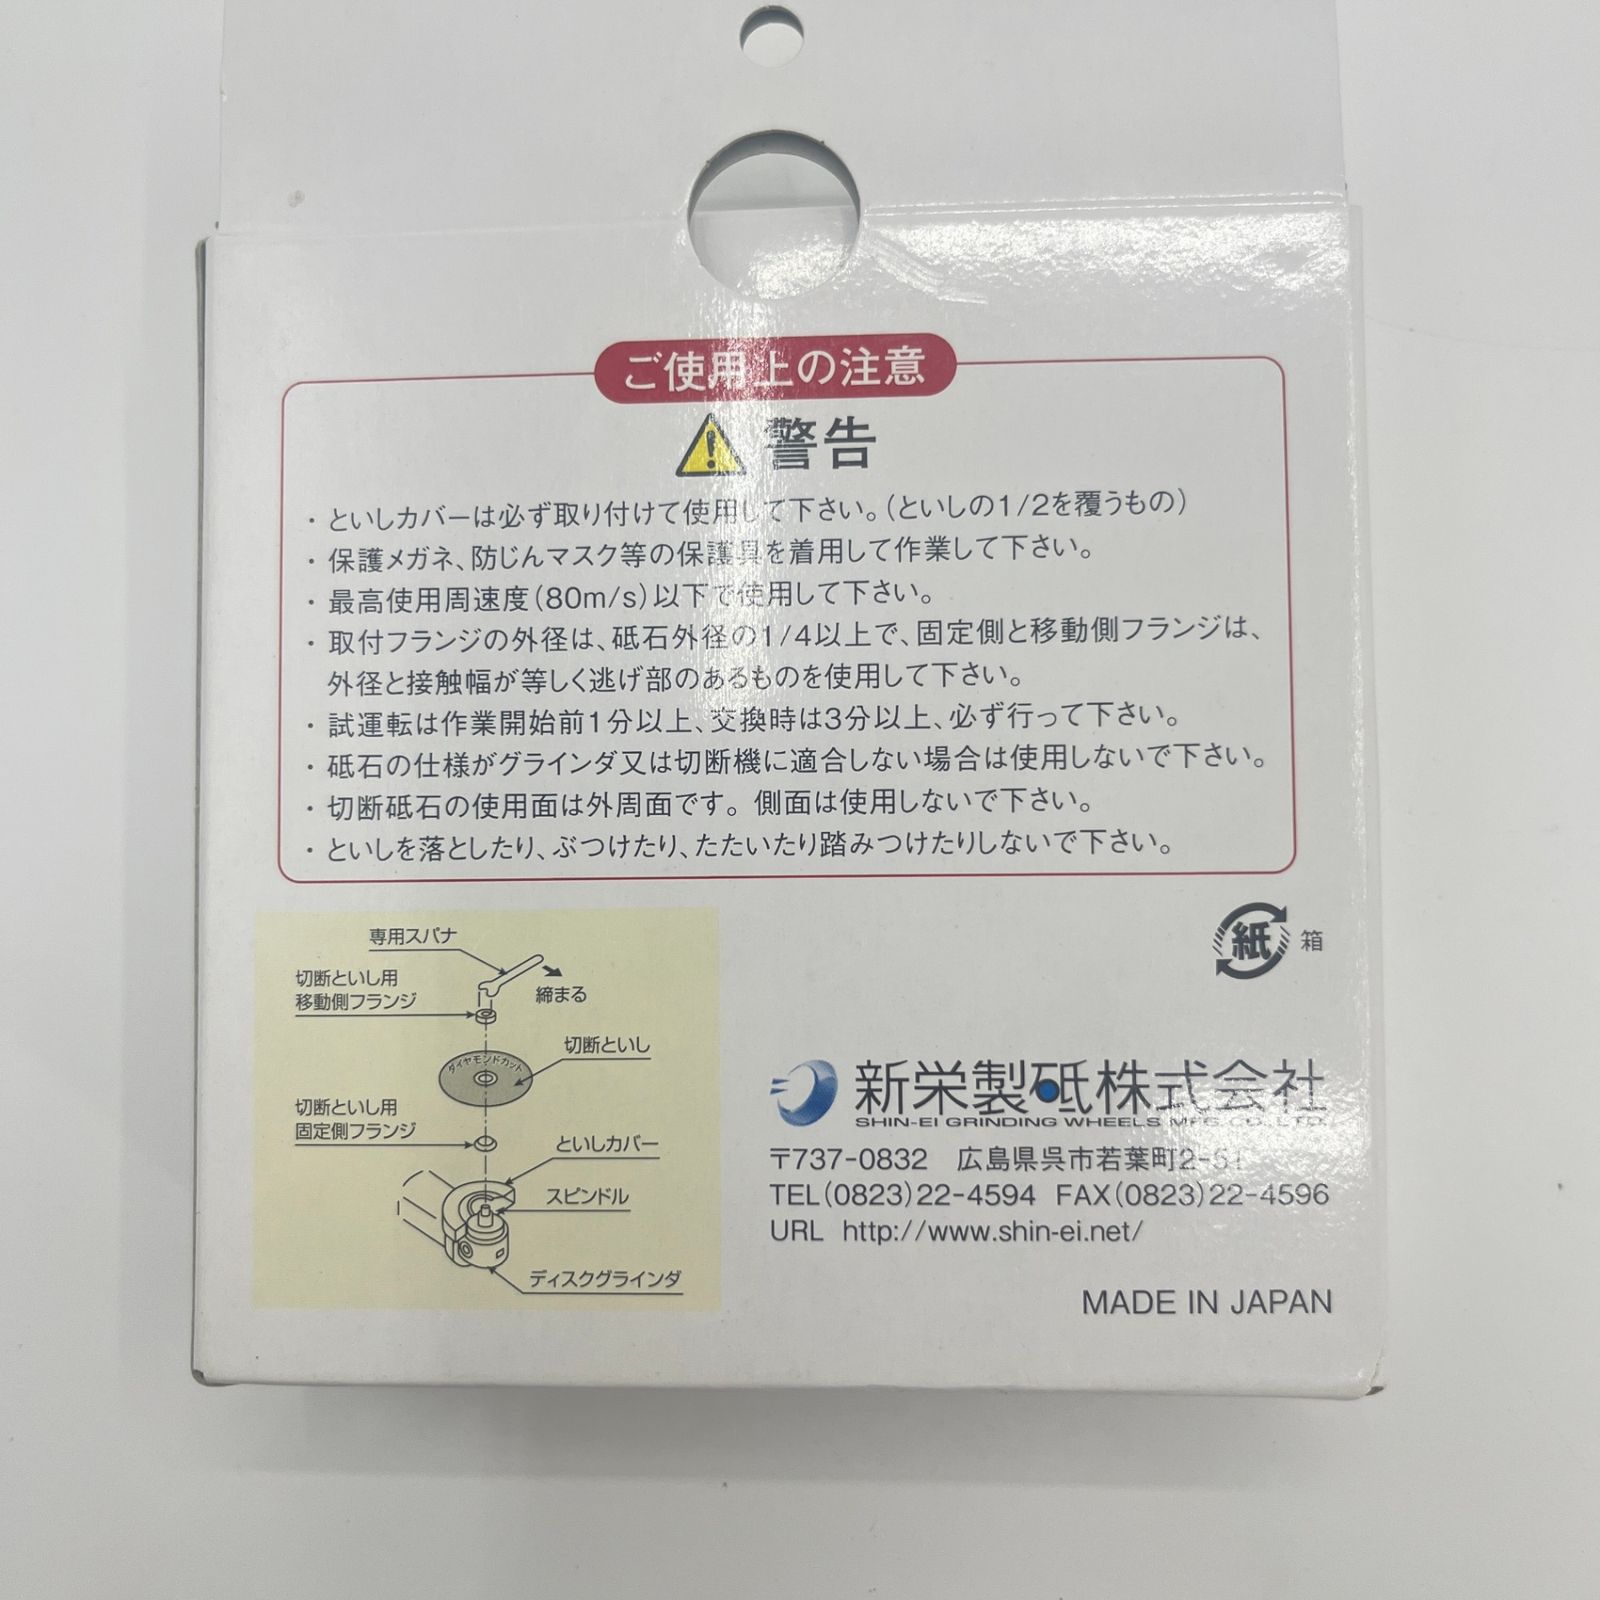 ご使用上の注意
警告
・といしカバーは必ず取り付けて使用して下さい。(といしの1/2を覆うもの)
・保護メガネ、防じんマスク等の保護具を着用して作業して下さい。
・最高使用周速度(80m/s)以下で使用して下さい。
・取付フランジの外径は、砥石外径の1/4以上で、固定側と移動側フランジは、
外径と接触幅が等しく逃げ部のあるものを使用して下さい。
・試運転は作業開始前1分以上、交換時は3分以上、必ず行って下さい。
・砥石の仕様がグラインダ又は切断機に適合しない場合は使用しないで下さい。
・切断砥石の使用面は外周面です。側面は使用しないで下さい。
・といしを落としたり、ぶつけたり、たたいたり踏みつけたりしないで下さい。
専用スパナ
切断といし用
移動側フランジ
締まる
切断といし
ダイヤモンドカット
切断といし用
固定側フランジ
といしカバー
スピンドル
ディスクグラインダ
紙 箱
新栄製砥株式会社
SHIN-EI GRINDING WHEELS MFG. CO., LTD.
〒737-0832 広島県呉市若葉町2-51
TEL(0823)22-4594 FAX(0823)22-4596
URL http://www.shin-ei.net/
MADE IN JAPAN